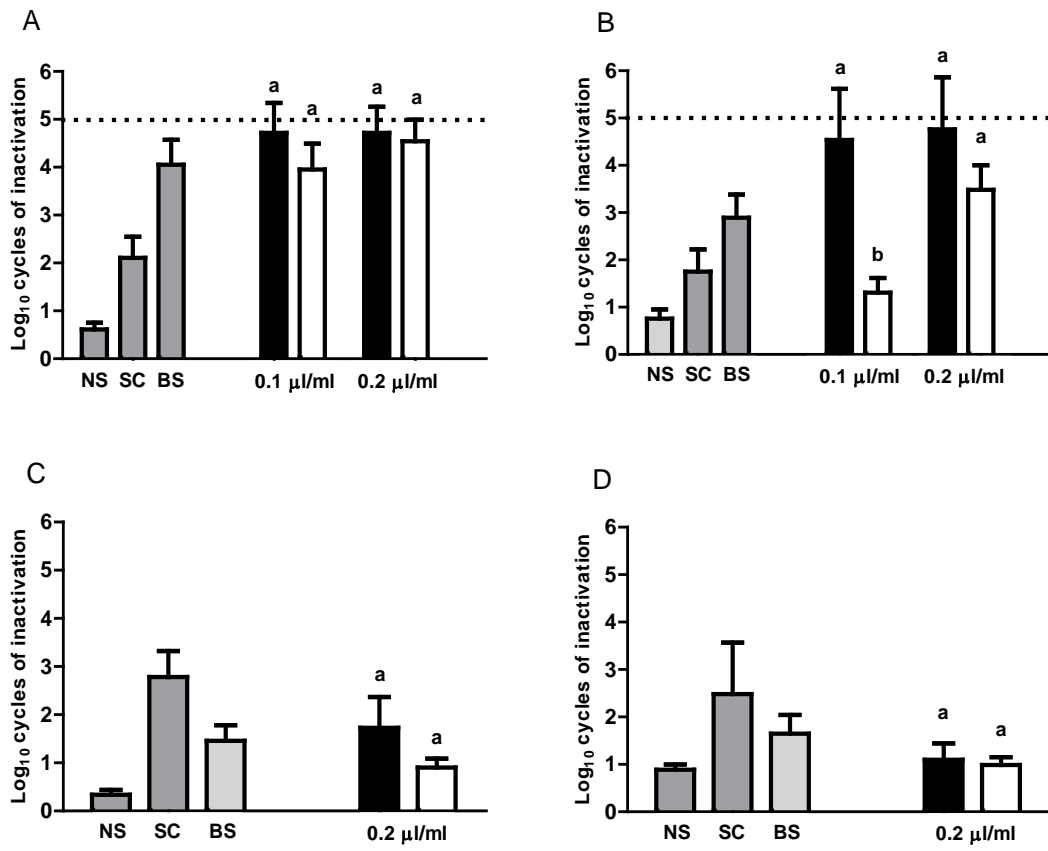 A
Log10 cycles of inactivation
6
5
4
3
2
1
0
a
a
a
a
NS SC BS 0.1 µl/ml 0.2 µl/ml
B
Log10 cycles of inactivation
6
5
4
3
2
1
0
a
b
a
a
NS SC BS 0.1 µl/ml 0.2 µl/ml
C
Log10 cycles of inactivation
6
5
4
3
2
1
0
a
a
NS SC BS 0.2 µl/ml
D
Log10 cycles of inactivation
6
5
4
3
2
1
0
a
a
NS SC BS 0.2 µl/ml